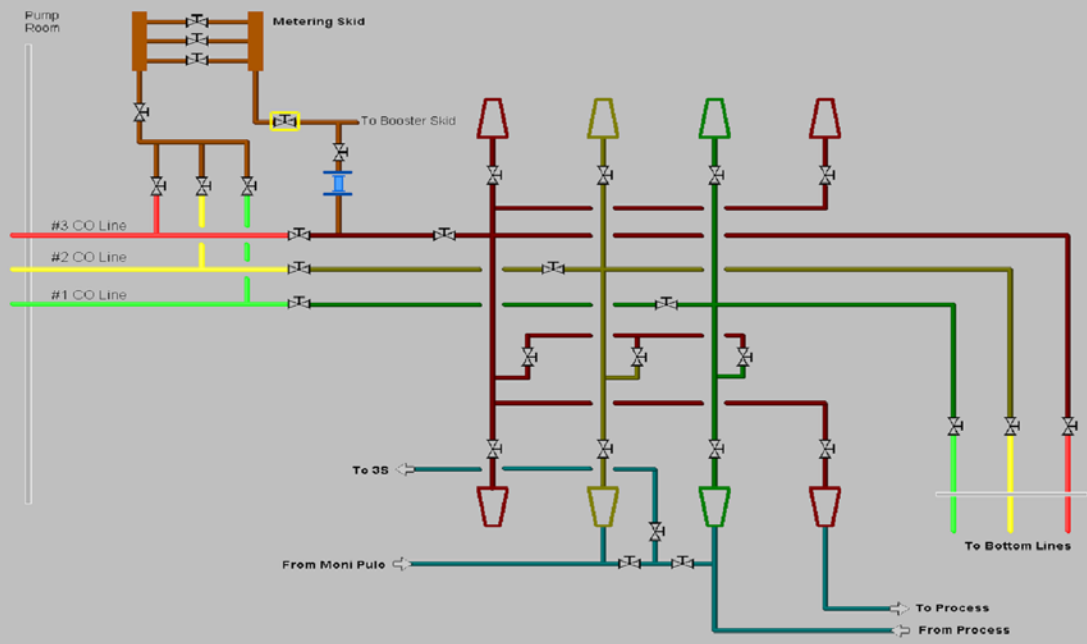 Pump
Room
Metering Skid
To Booster Skid
#3 CO Line
#2 CO Line
#1 CO Line
To 3S
From Moni Pulo
To Bottom Lines
To Process
From Process